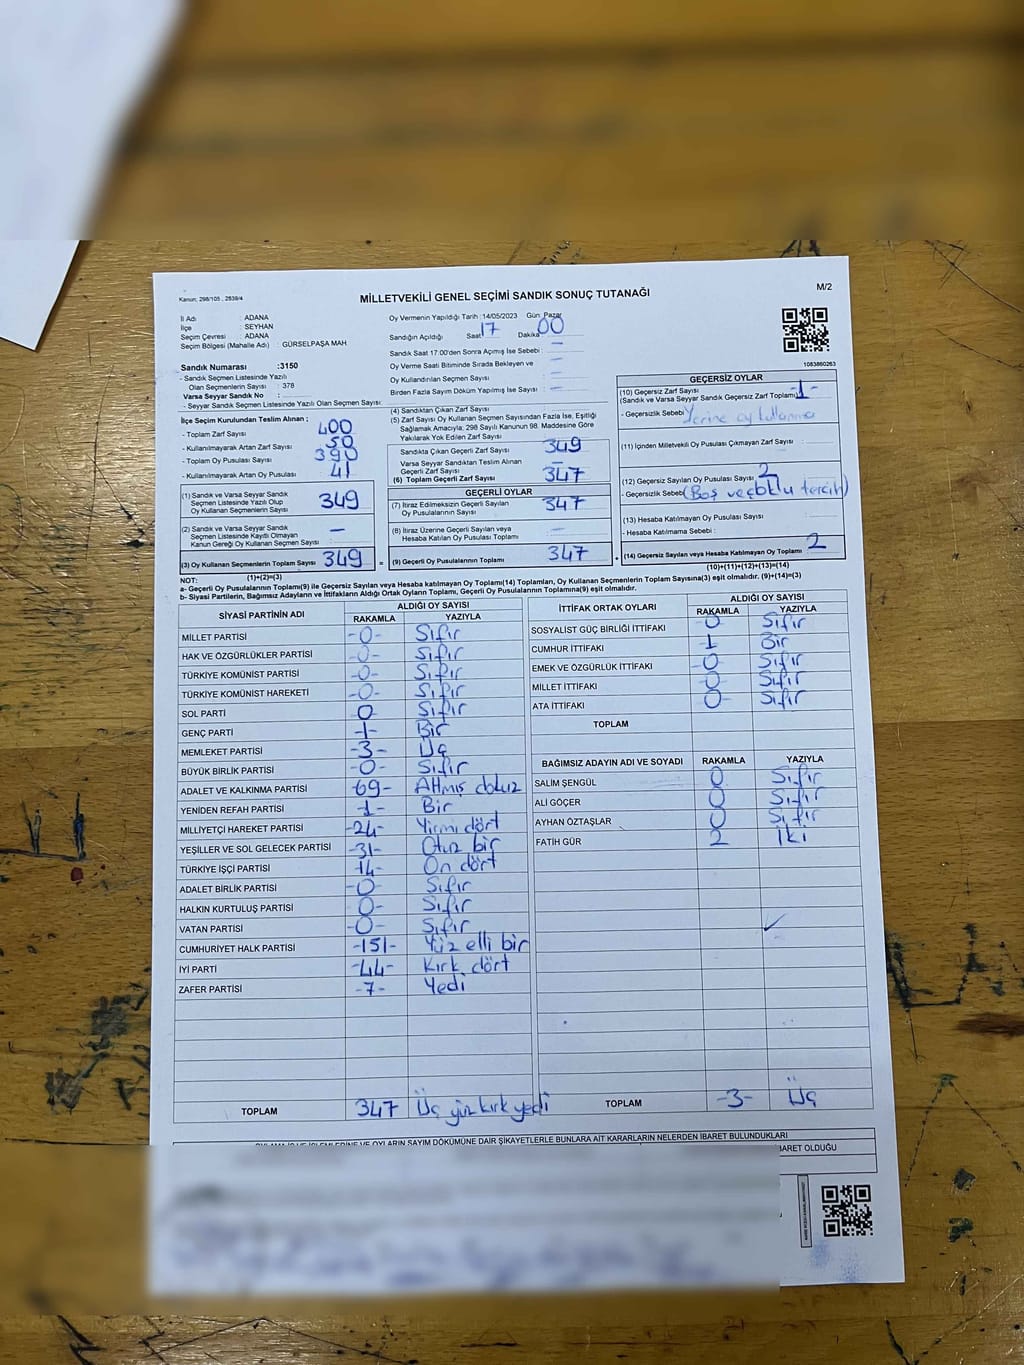 Kanun: 298/105 , 2839/4
MİLLETVEKİLİ GENEL SEÇİMİ SANDIK SONUÇ TUTANAĞI
M/2
İl Adı : ADANA
İlçe : SEYHAN
Seçim Çevresi : ADANA
Seçim Bölgesi (Mahalle Adı) : GÜRSELPAŞA MAH
Sandık Numarası :3150
- Sandık Seçmen Listesinde Yazılı
Olan Seçmenlerin Sayısı : 378
Varsa Seyyar Sandık No :
- Seyyar Sandık Seçmen Listesinde Yazılı Olan Seçmen Sayısı:
Oy Vermenin Yapıldığı Tarih :14/05/2023 Gün: Pazar
Sandığın Açıldığı Saat 17 Dakika 00
Sandık Saat 17:00'den Sonra Açımış İse Sebebi : –
Oy Verme Saati Bitiminde Sırada Bekleyen ve
Oy Kullandırılan Seçmen Sayısı : –
Birden Fazla Sayım Döküm Yapılmış İse Sayısı : –
1083860263
İlçe Seçim Kurulundan Teslim Alınan ;
- Toplam Zarf Sayısı : 400
- Kullanılmayarak Artan Zarf Sayısı : 50
- Toplam Oy Pusulası Sayısı : 390
- Kullanılmayarak Artan Oy Pusulası : 41
(1) Sandık ve Varsa Seyyar Sandık
Seçmen Listesinde Yazılı Olup
Oy Kullanan Seçmenlerin Sayısı : 349
(2) Sandık ve Varsa Seyyar Sandık
Seçmen Listesinde Kayıtlı Olmayan
Kanun Gereği Oy Kullanan Seçmen Sayısı : –
(3) Oy Kullanan Seçmenlerin Toplam Sayısı : 349
(1)+(2)=(3)
(4) Sandıktan Çıkan Zarf Sayısı :
(5) Zarf Sayısı Oy Kullanan Seçmen Sayısından Fazla İse, Eşitliği
Sağlamak Amacıyla; 298 Sayılı Kanunun 98. Maddesine Göre
Yakılarak Yok Edilen Zarf Sayısı :
Sandıkta Çıkan Geçerli Zarf Sayısı : 349
Varsa Seyyar Sandıktan Teslim Alınan
Geçerli Zarf Sayısı : –
(6) Toplam Geçerli Zarf Sayısı : 347
GEÇERLİ OYLAR
(7) İtiraz Edilmeksizin Geçerli Sayılan
Oy Pusulalarının Sayısı : 347
(8) İtiraz Üzerine Geçerli Sayılan veya
Hesaba Katılan Oy Pusulası Toplamı : –
= (9) Geçerli Oy Pusulalarının Toplamı : 347
GEÇERSİZ OYLAR
(10) Geçersiz Zarf Sayısı
(Sandık ve Varsa Seyyar Sandık Geçersiz Zarf Toplamı) -1-
- Geçersizlik Sebebi : Yerine oy kullanma
(11) İçinden Milletvekili Oy Pusulası Çıkmayan Zarf Sayısı :
(12) Geçersiz Sayılan Oy Pusulası Sayısı : 2
- Geçersizlik Sebebi (Boş ve tercih)
(13) Hesaba Katılmayan Oy Pusulası Sayısı :
- Hesaba Katılmama Sebebi :
+ (14) Geçersiz Sayılan veya Hesaba Katılmayan Oy Toplamı : 2
(10)+(11)+(12)+(13)=(14)
NOT:
a- Geçerli Oy Pusulalarının Toplamı(9) ile Geçersiz Sayılan veya Hesaba katılmayan Oy Toplamı(14) Toplamları, Oy Kullanan Seçmenlerin Toplam Sayısına(3) eşit olmalıdır. (9)+(14)=(3)
b- Siyasi Partilerin, Bağımsız Adayların ve İttifakların Aldığı Ortak Oyların Toplamı, Geçerli Oy Pusulalarının Toplamına(9) eşit olmalıdır.
SİYASİ PARTİNİN ADI ALDIĞI OY SAYISI
RAKAMLA YAZIYLA
MİLLET PARTİSİ -0- Sıfır
HAK VE ÖZGÜRLÜKLER PARTİSİ -0- Sıfır
TÜRKİYE KOMÜNİST PARTİSİ -0- Sıfır
TÜRKİYE KOMÜNİST HAREKETİ -0- Sıfır
SOL PARTİ 0 Sıfır
GENÇ PARTİ -1- Bir
MEMLEKET PARTİSİ -3- Üç
BÜYÜK BİRLİK PARTİSİ -0- Sıfır
ADALET VE KALKINMA PARTİSİ -69- Altmış dokuz
YENİDEN REFAH PARTİSİ -1- Bir
MİLLİYETÇİ HAREKET PARTİSİ -24- Yirmi dört
YEŞİLLER VE SOL GELECEK PARTİSİ -31- Otuz bir
TÜRKİYE İŞÇİ PARTİSİ -14- On dört
ADALET BİRLİK PARTİSİ -0- Sıfır
HALKIN KURTULUŞ PARTİSİ -0- Sıfır
VATAN PARTİSİ -0- Sıfır
CUMHURİYET HALK PARTİSİ -151- Yüz elli bir
İYİ PARTİ -44- Kırk dört
ZAFER PARTİSİ -7- Yedi
TOPLAM 347 Üç yüz kırk yedi
İTTİFAK ORTAK OYLARI ALDIĞI OY SAYISI
RAKAMLA YAZIYLA
SOSYALİST GÜÇ BİRLİĞİ İTTİFAKI -0- Sıfır
CUMHUR İTTİFAKI -1- Bir
EMEK VE ÖZGÜRLÜK İTTİFAKI -0- Sıfır
MİLLET İTTİFAKI -0- Sıfır
ATA İTTİFAKI -0- Sıfır
TOPLAM
BAĞIMSIZ ADAYIN ADI VE SOYADI RAKAMLA YAZIYLA
SALİM ŞENGÜL 0 Sıfır
ALİ GÖÇER 0 Sıfır
AYHAN ÖZTAŞLAR 0 Sıfır
FATİH GÜR 2 İki
TOPLAM -3- Üç
OYLAMA İŞ VE İŞLEMLERİNE VE OYLARIN SAYIM DÖKÜMÜNE DAİR ŞİKAYETLERLE BUNLARA AİT KARARLARIN NELERDEN İBARET BULUNDUKLARI
İBARET OLDUĞU